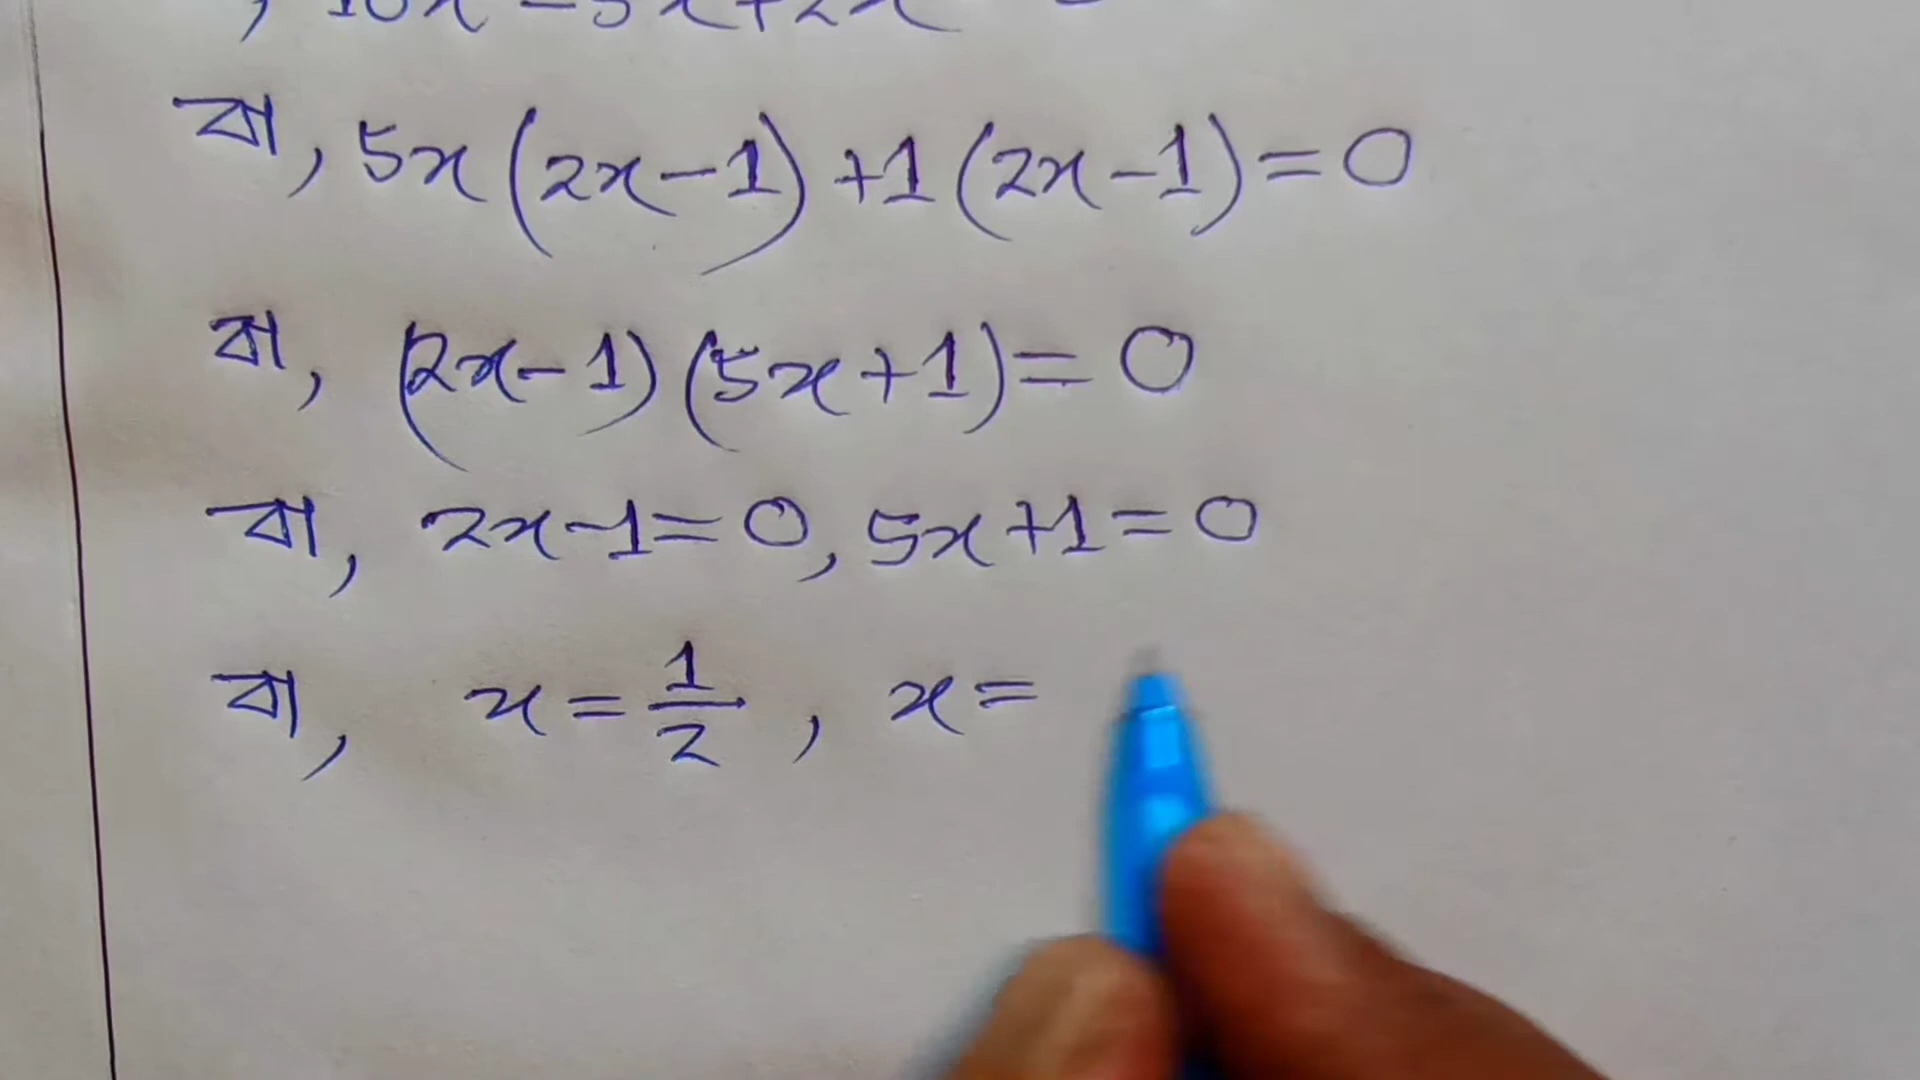 বা, 5x(2x-1)+1(2x-1)=0
বা, (2x-1)(5x+1)=0
বা, 2x-1=0, 5x+1=0
বা, x=1/2, x=